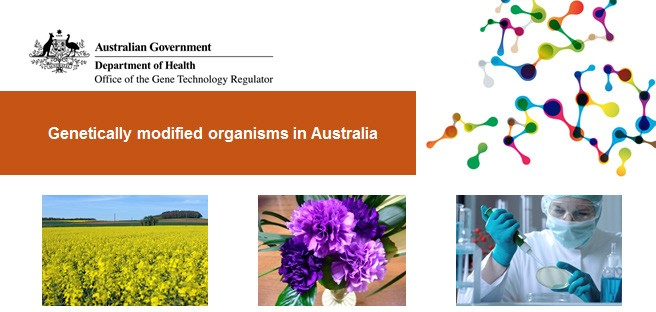 Australian Government
Department of Health
Office of the Gene Technology Regulator
Genetically modified organisms in Australia